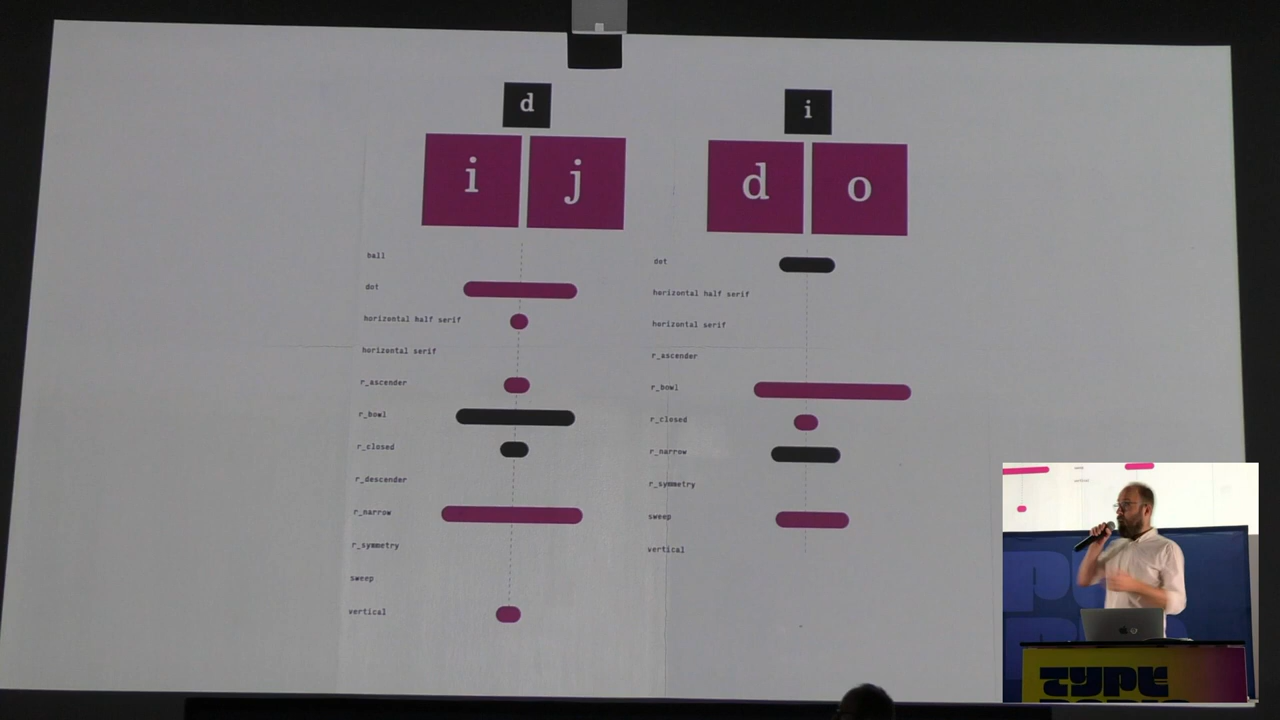 d
i j
ball
dot
horizontal half serif
horizontal serif
r_ascender
r_bowl
r_closed
r_descender
r_narrow
r_symmetry
sweep
vertical
i
d o
dot
horizontal half serif
horizontal serif
r_ascender
r_bowl
r_closed
r_narrow
r_symmetry
sweep
vertical
TYPE